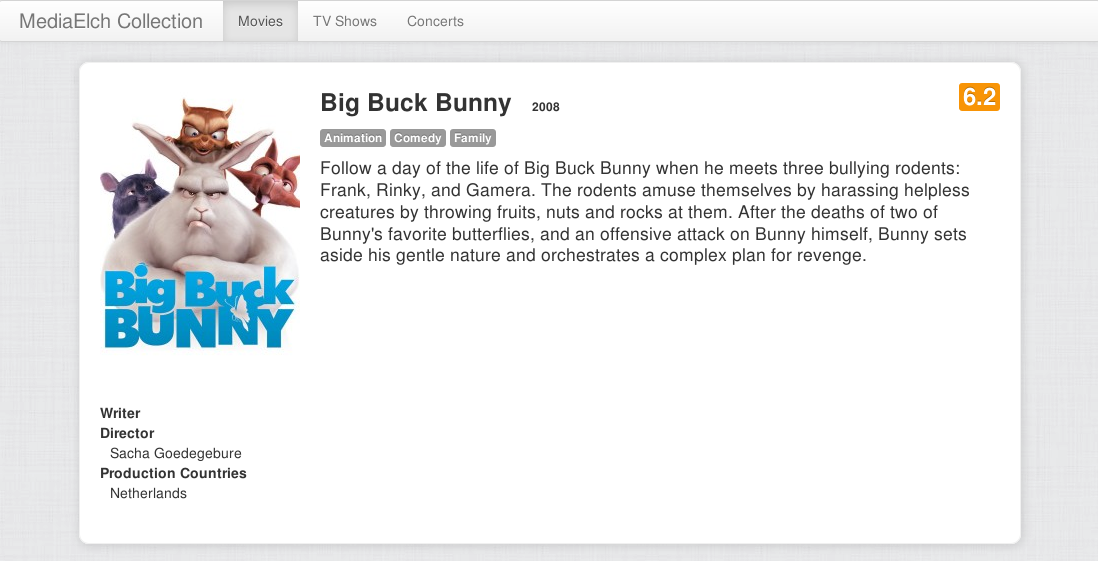 MediaElch Collection Movies TV Shows Concerts
Big Buck Bunny 2008 6.2
Animation Comedy Family
Follow a day of the life of Big Buck Bunny when he meets three bullying rodents:
Frank, Rinky, and Gamera. The rodents amuse themselves by harassing helpless
creatures by throwing fruits, nuts and rocks at them. After the deaths of two of
Bunny's favorite butterflies, and an offensive attack on Bunny himself, Bunny sets
aside his gentle nature and orchestrates a complex plan for revenge.
Big Buck
BUNNY
Writer
Director
Sacha Goedegebure
Production Countries
Netherlands